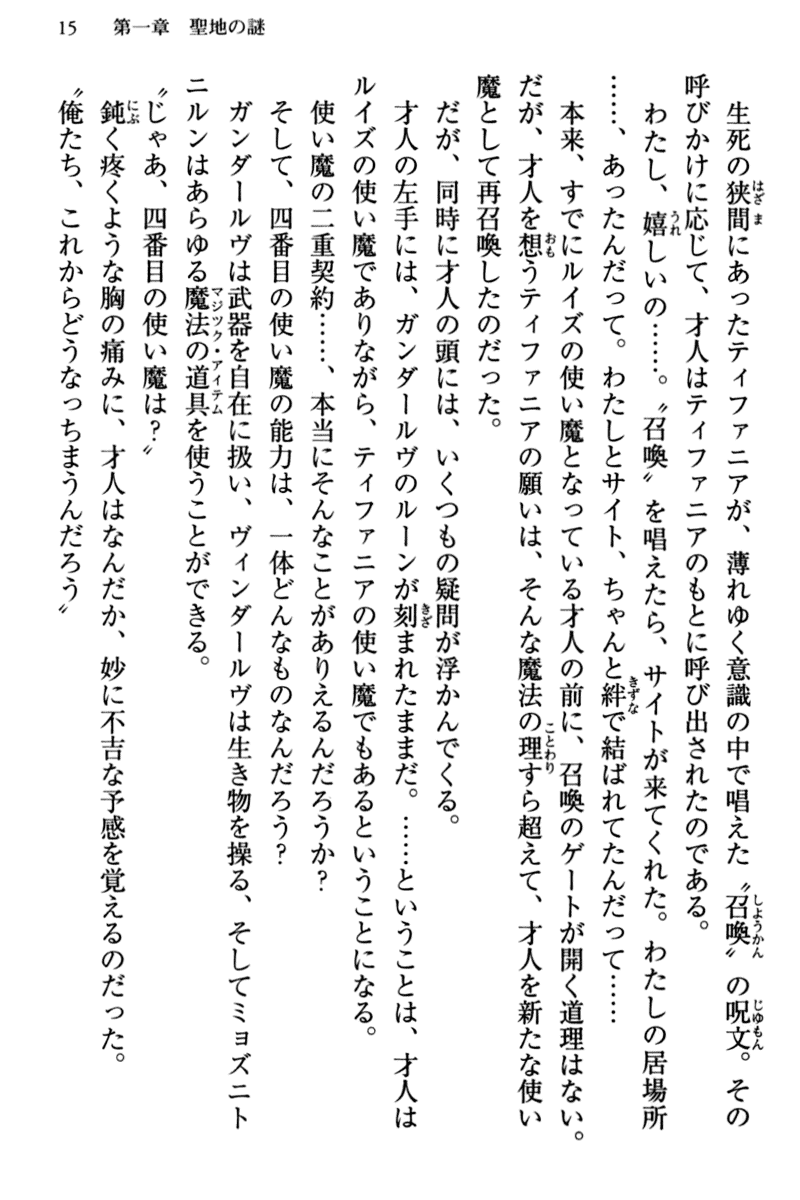 15　第一章　聖地の謎
生死の狭間にあったティファニアが、薄れゆく意識の中で唱えた〝召喚〟の呪文。その
呼びかけに応じて、才人はティファニアのもとに呼び出されたのである。
わたし、嬉しいの……。〝召喚〟を唱えたら、サイトが来てくれた。わたしの居場所
……、あったんだって。わたしとサイト、ちゃんと絆で結ばれてたんだって……
本来、すでにルイズの使い魔となっている才人の前に、召喚のゲートが開く道理はない。
だが、才人を想うティファニアの願いは、そんな魔法の理すら超えて、才人を新たな使い
魔として再召喚したのだった。
だが、同時に才人の頭には、いくつもの疑問が浮かんでくる。
才人の左手には、ガンダールヴのルーンが刻まれたままだ。……ということは、才人は
ルイズの使い魔でありながら、ティファニアの使い魔でもあるということになる。
使い魔の二重契約……、本当にそんなことがありえるんだろうか？
そして、四番目の使い魔の能力は、一体どんなものなんだろう？
ガンダールヴは武器を自在に扱い、ヴィンダールヴは生き物を操る、そしてミョズニト
ニルンはあらゆる魔法の道具を使うことができる。
〝じゃあ、四番目の使い魔は？〟
鈍く疼くような胸の痛みに、才人はなんだか、妙に不吉な予感を覚えるのだった。
〝俺たち、これからどうなっちまうんだろう〟